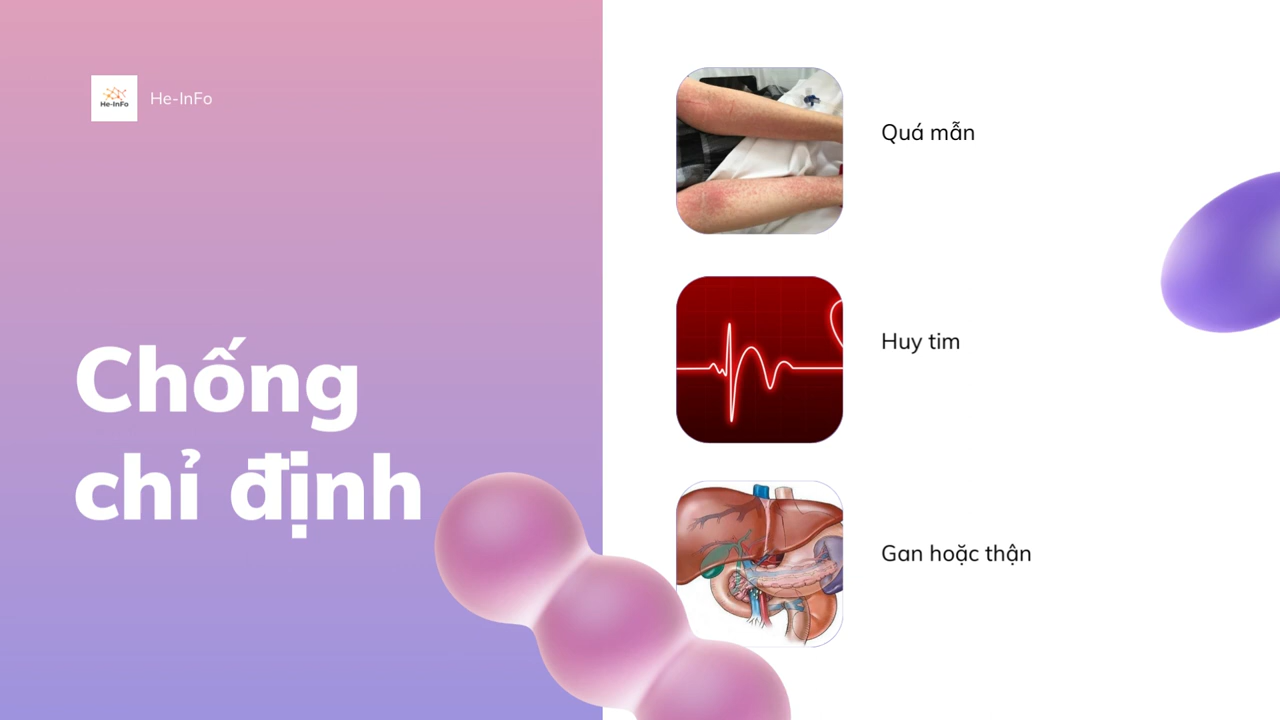 He-InFo
He-InFo
Chống
chỉ định
Quá mẫn
Huy tim
Gan hoặc thận